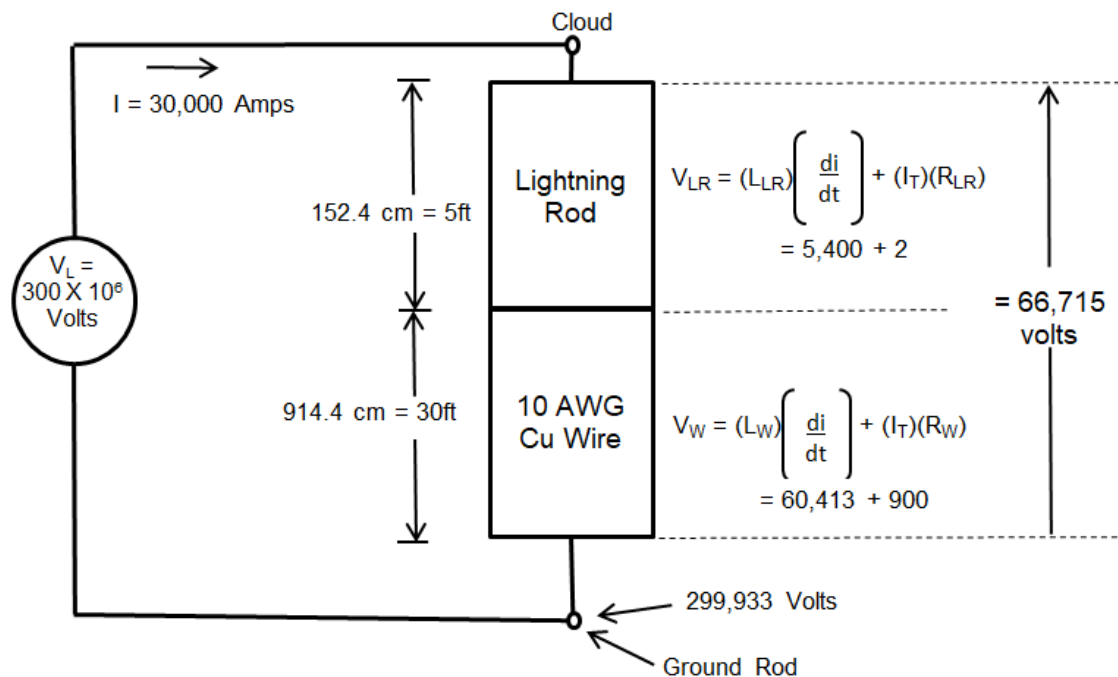 Cloud
I = 30,000 Amps
V_L =
300 X 10⁶
Volts
152.4 cm = 5ft
Lightning
Rod
V_LR = (L_LR)(di/dt) + (I_T)(R_LR)
= 5,400 + 2
= 66,715
volts
914.4 cm = 30ft
10 AWG
Cu Wire
V_W = (L_W)(di/dt) + (I_T)(R_W)
= 60,413 + 900
299,933 Volts
Ground Rod